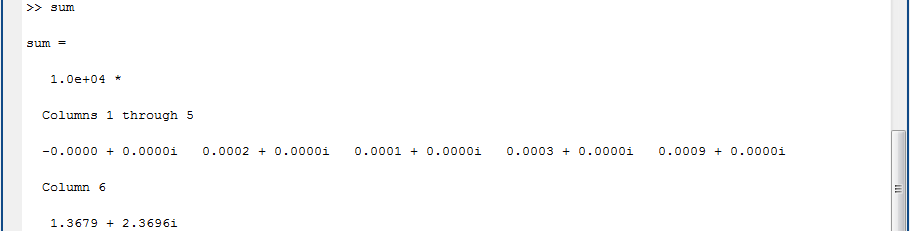 >> sum
sum =
1.0e+04 *
Columns 1 through 5
-0.0000 + 0.0000i 0.0002 + 0.0000i 0.0001 + 0.0000i 0.0003 + 0.0000i 0.0009 + 0.0000i
Column 6
1.3679 + 2.3696i